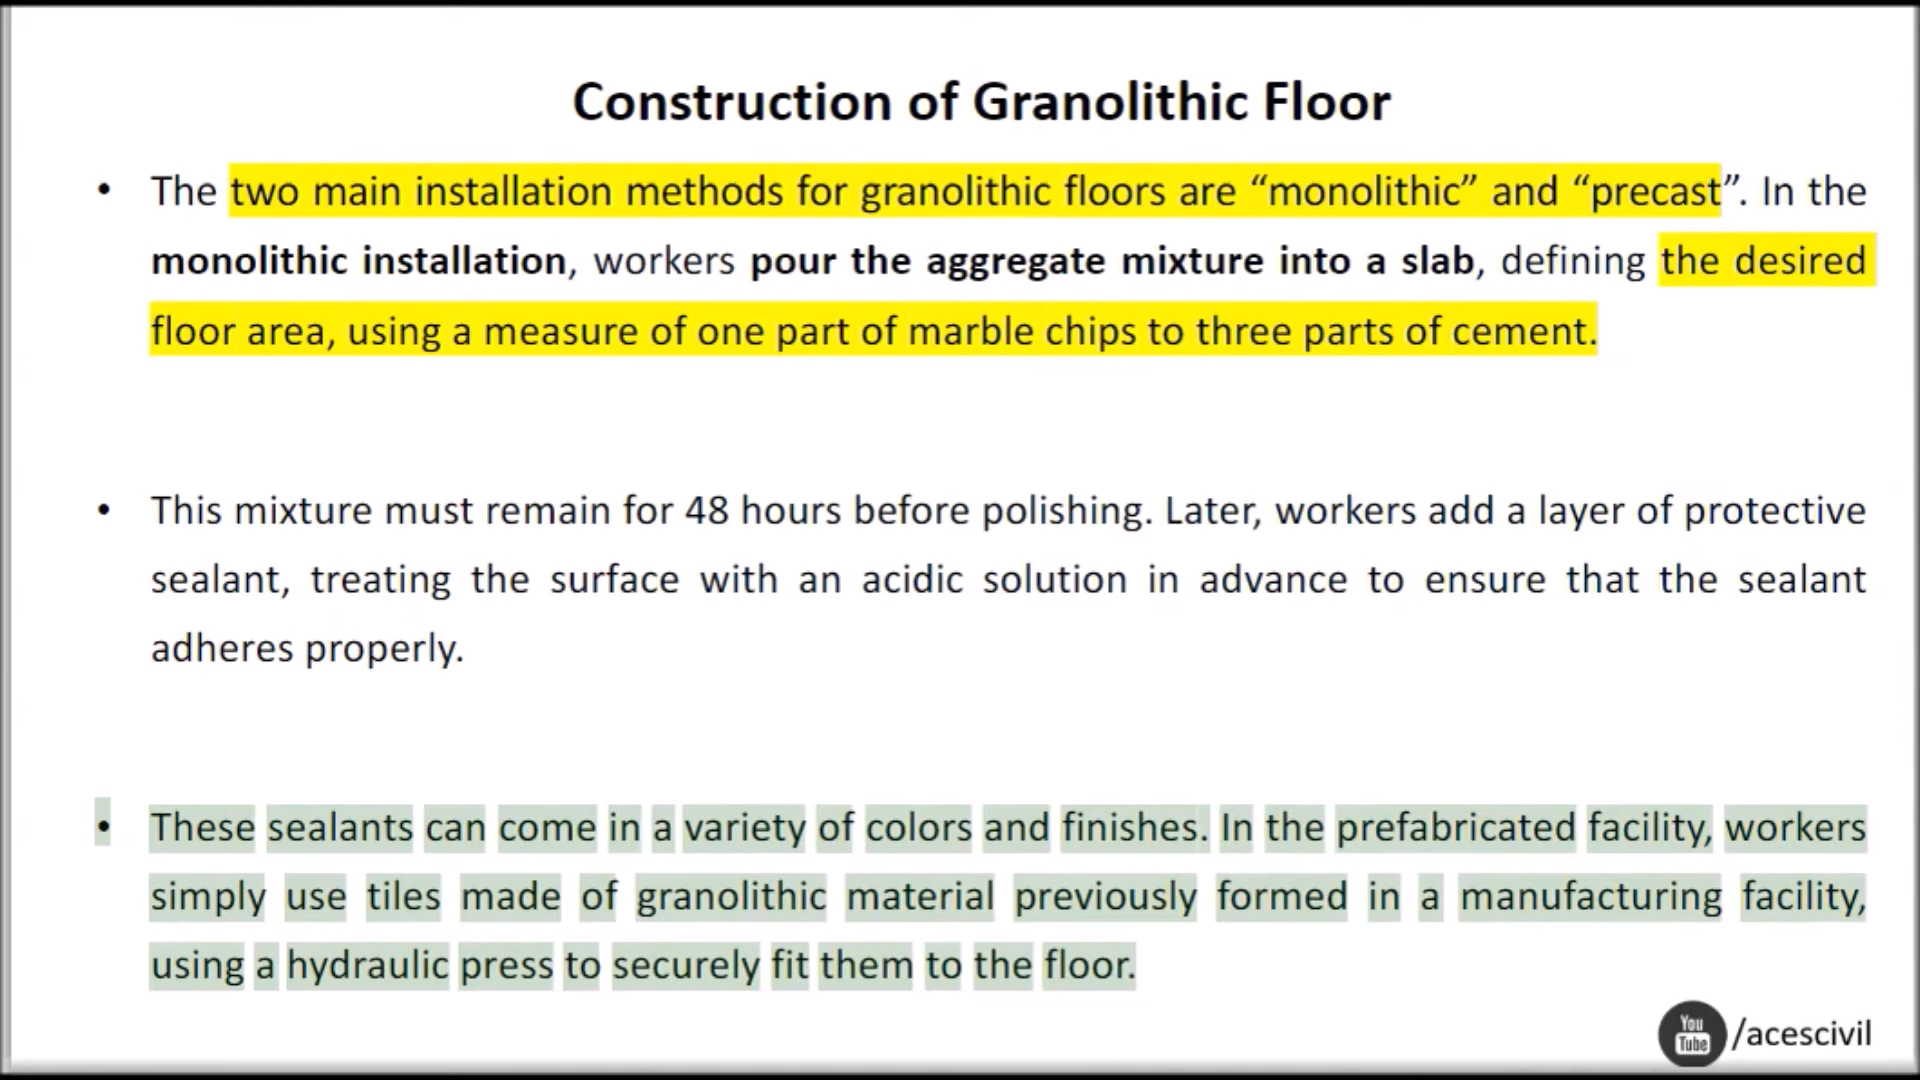 Construction of Granolithic Floor
• The two main installation methods for granolithic floors are “monolithic” and “precast”. In the
monolithic installation, workers pour the aggregate mixture into a slab, defining the desired
floor area, using a measure of one part of marble chips to three parts of cement.
• This mixture must remain for 48 hours before polishing. Later, workers add a layer of protective
sealant, treating the surface with an acidic solution in advance to ensure that the sealant
adheres properly.
• These sealants can come in a variety of colors and finishes. In the prefabricated facility, workers
simply use tiles made of granolithic material previously formed in a manufacturing facility,
using a hydraulic press to securely fit them to the floor.
You
Tube
/acescivil